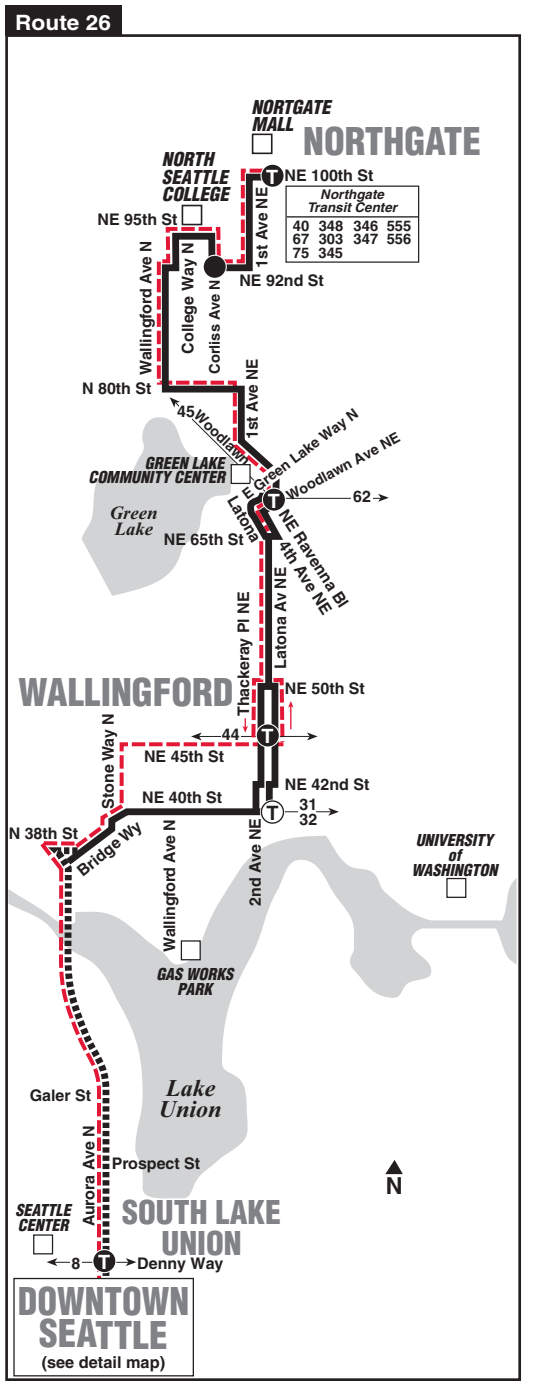 Route 26
NORTGATE
MALL
NORTHGATE
NORTH
SEATTLE
COLLEGE
T
NE 100th St
Northgate
Transit Center
40 348 346 555
67 303 347 556
75 345
NE 95th St
1st Ave NE
Wallingford Ave N
College Way N
Corliss Ave N
NE 92nd St
N 80th St
1st Ave NE
45
Woodlawn
E Green Lake Way N
GREEN LAKE
COMMUNITY CENTER
Woodlawn Ave NE
T
62
Green
Lake
Latona
NE Ravenna Bl
4th Ave NE
NE 65th St
Thackeray Pl NE
Latona Av NE
WALLINGFORD
NE 50th St
44
T
NE 45th St
Stone Way N
NE 42nd St
NE 40th St
T
31
32
N 38th St
Bridge Wy
Wallingford Ave N
2nd Ave NE
UNIVERSITY
of
WASHINGTON
GAS WORKS
PARK
Lake
Union
Galer St
Aurora Ave N
Prospect St
N
SEATTLE
CENTER
SOUTH LAKE
UNION
8
T
Denny Way
DOWNTOWN
SEATTLE
(see detail map)